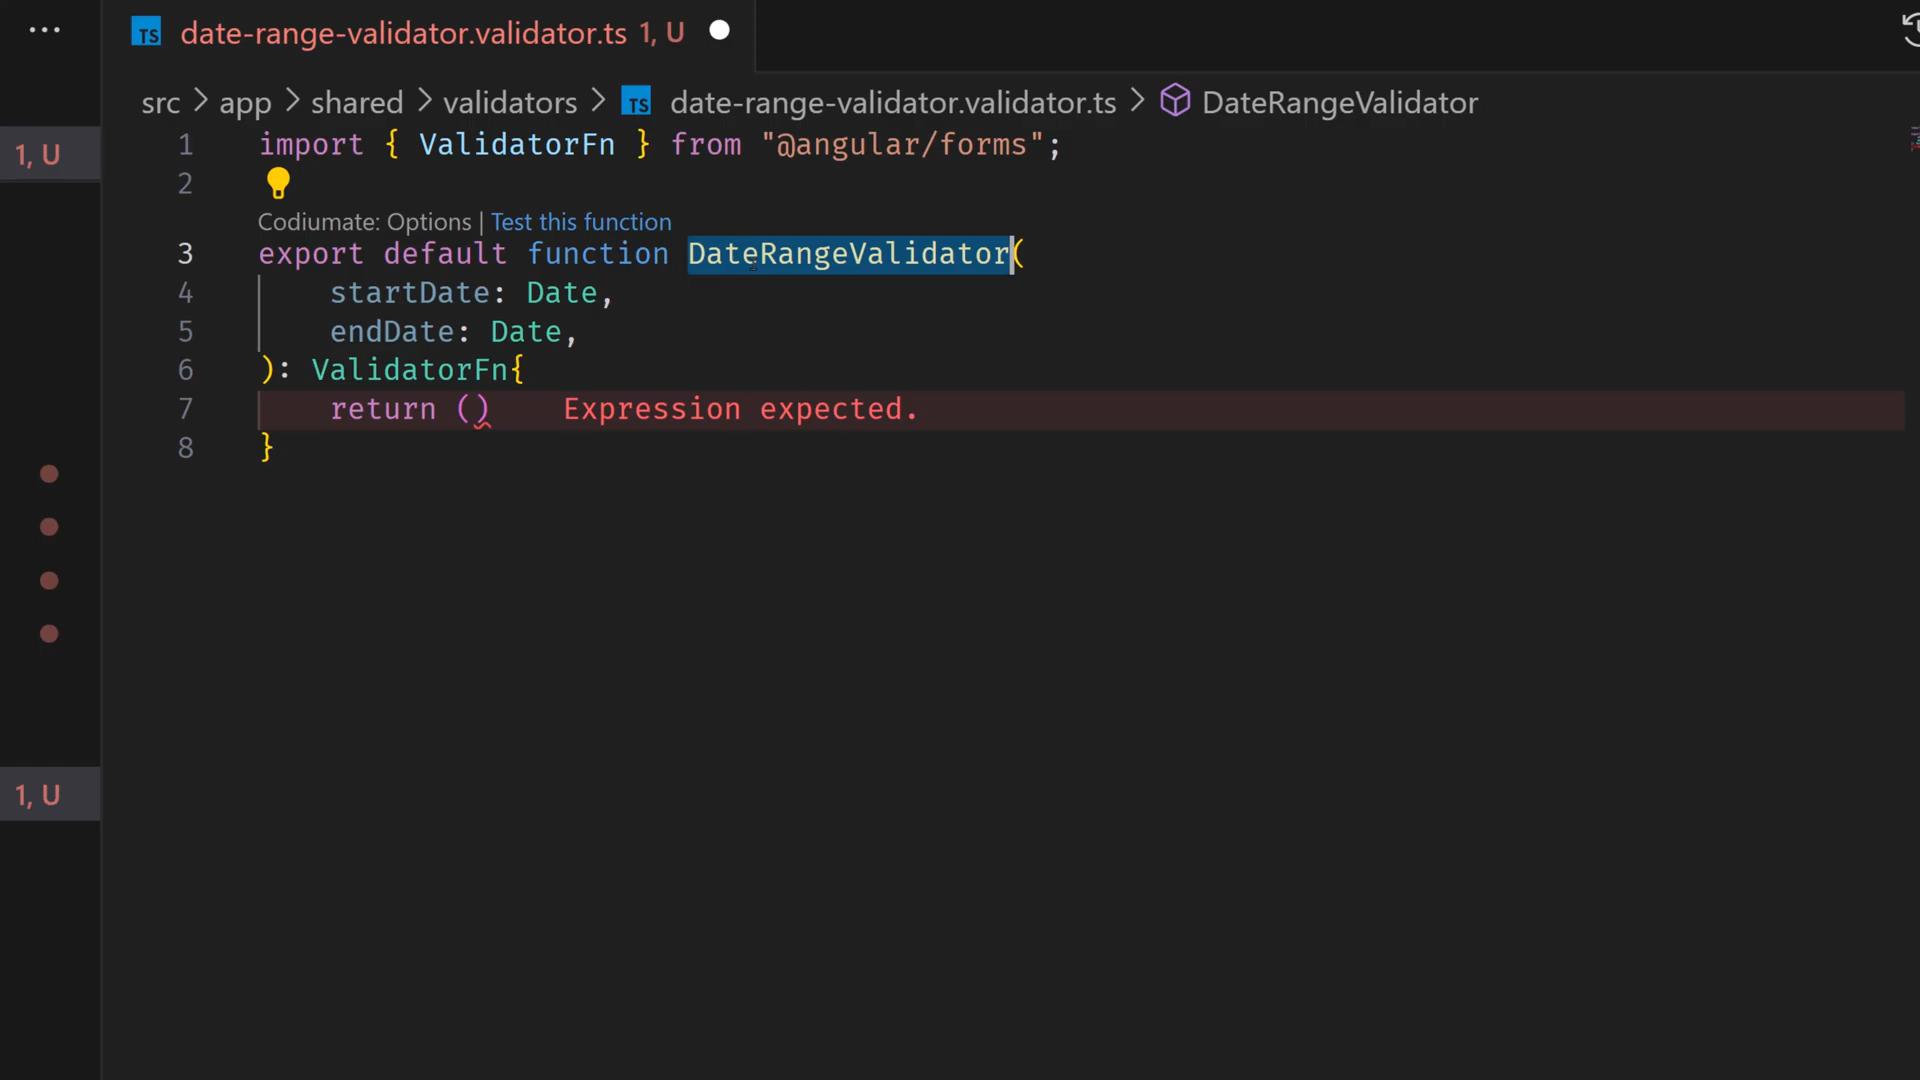 ...
TS date-range-validator.validator.ts 1, U
src > app > shared > validators > TS date-range-validator.validator.ts > DateRangeValidator
1, U
1 import { ValidatorFn } from "@angular/forms";
2
Codiumate: Options | Test this function
3 export default function DateRangeValidator(
4 startDate: Date,
5 endDate: Date,
6 ): ValidatorFn{
7 return () Expression expected.
8 }
1, U